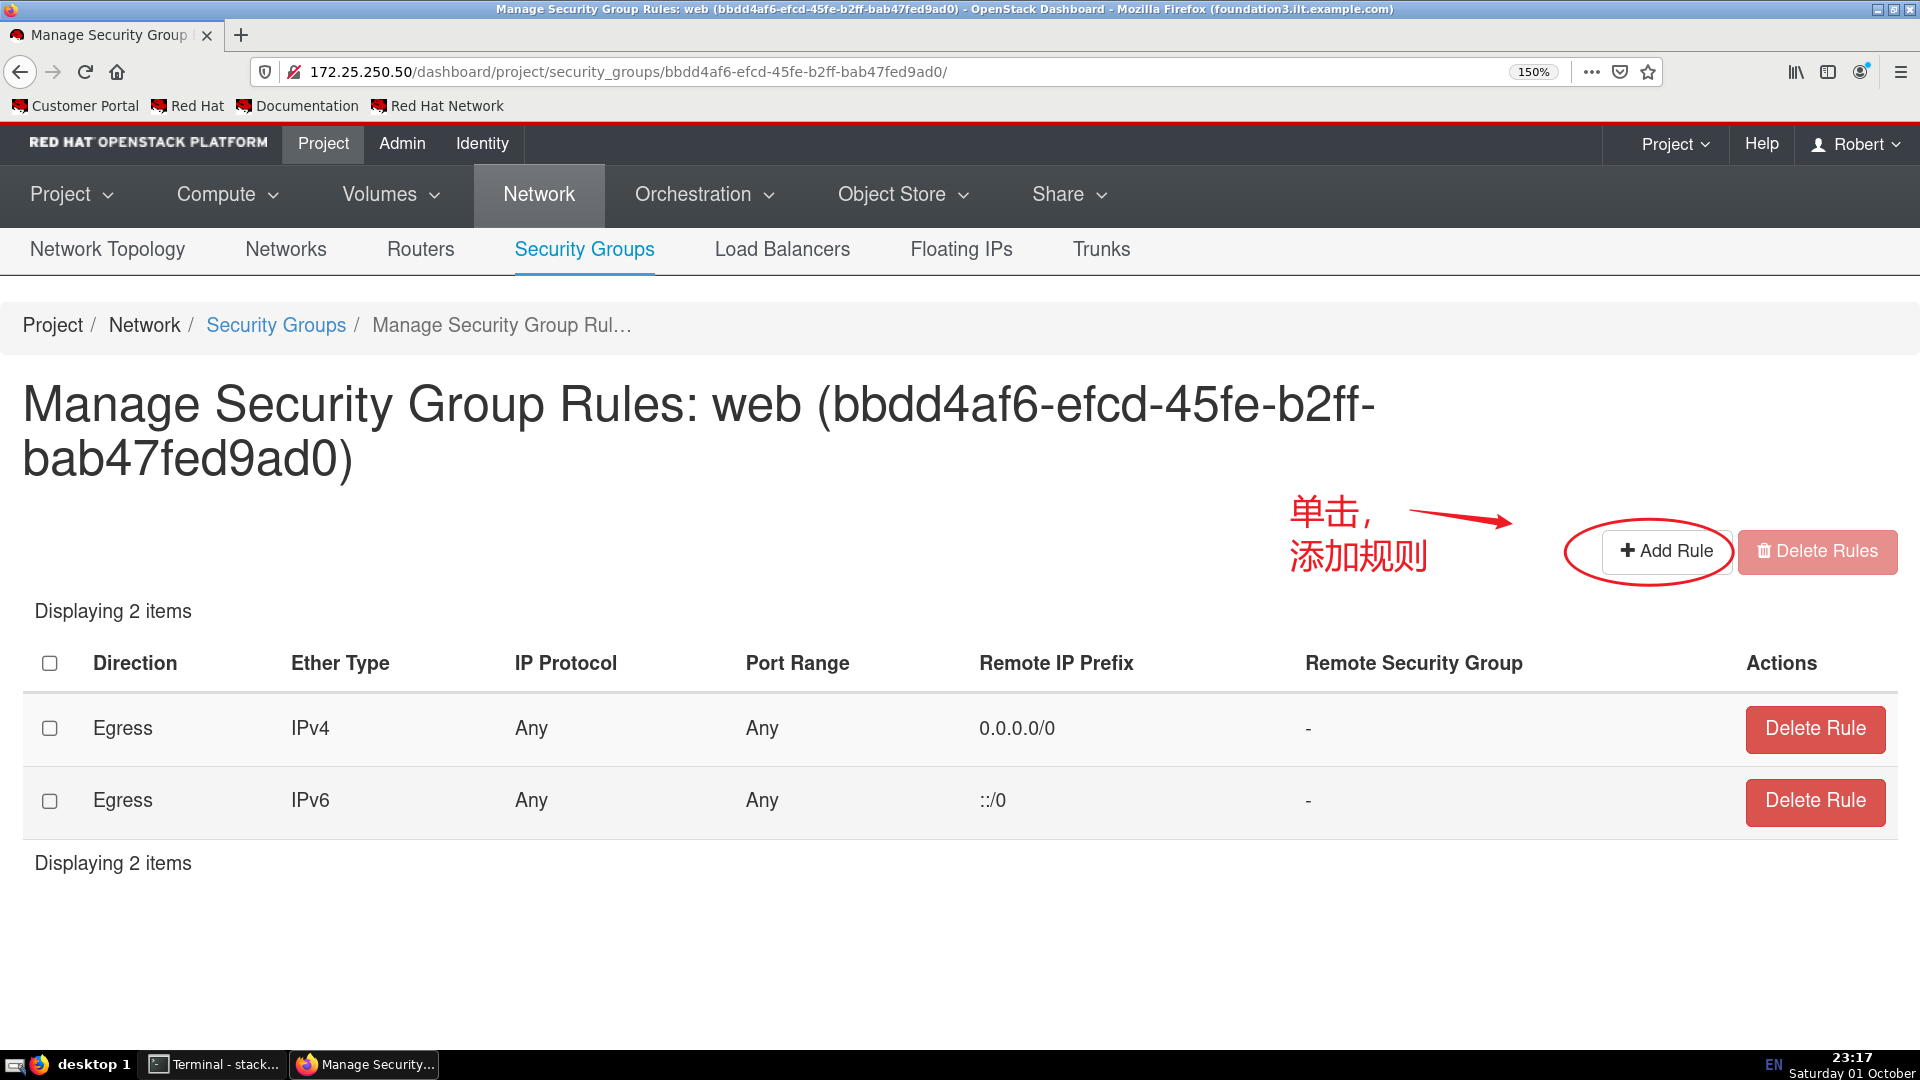 Manage Security Group Rules: web (bbdd4af6-efcd-45fe-b2ff-bab47fed9ad0) - OpenStack Dashboard - Mozilla Firefox (foundation3.ilt.example.com)
Manage Security Group
172.25.250.50/dashboard/project/security_groups/bbdd4af6-efcd-45fe-b2ff-bab47fed9ad0/
150%
Customer Portal Red Hat Documentation Red Hat Network
RED HAT OPENSTACK PLATFORM Project Admin Identity Project Help Robert
Project Compute Volumes Network Orchestration Object Store Share
Network Topology Networks Routers Security Groups Load Balancers Floating IPs Trunks
Project / Network / Security Groups / Manage Security Group Rul…
Manage Security Group Rules: web (bbdd4af6-efcd-45fe-b2ff-
bab47fed9ad0)
单击，
添加规则
Add Rule Delete Rules
Displaying 2 items
Direction Ether Type IP Protocol Port Range Remote IP Prefix Remote Security Group Actions
Egress IPv4 Any Any 0.0.0.0/0 - Delete Rule
Egress IPv6 Any Any ::/0 - Delete Rule
Displaying 2 items
desktop 1 Terminal - stack... Manage Security... EN 23:17
Saturday 01 October